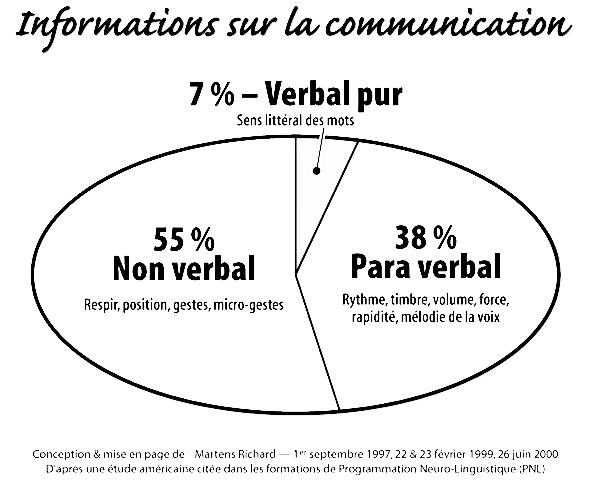 Informations sur la communication
7 % – Verbal pur
Sens littéral des mots
55 %
Non verbal
Respir, position, gestes, micro-gestes
38 %
Para verbal
Rythme, timbre, volume, force,
rapidité, mélodie de la voix
Conception & mise en page de Martens Richard — 1er septembre 1997, 22 & 23 février 1999, 26 juin 2000
D'apres une étude américaine citée dans les formations de Programmation Neuro-Linguistique (PNL)